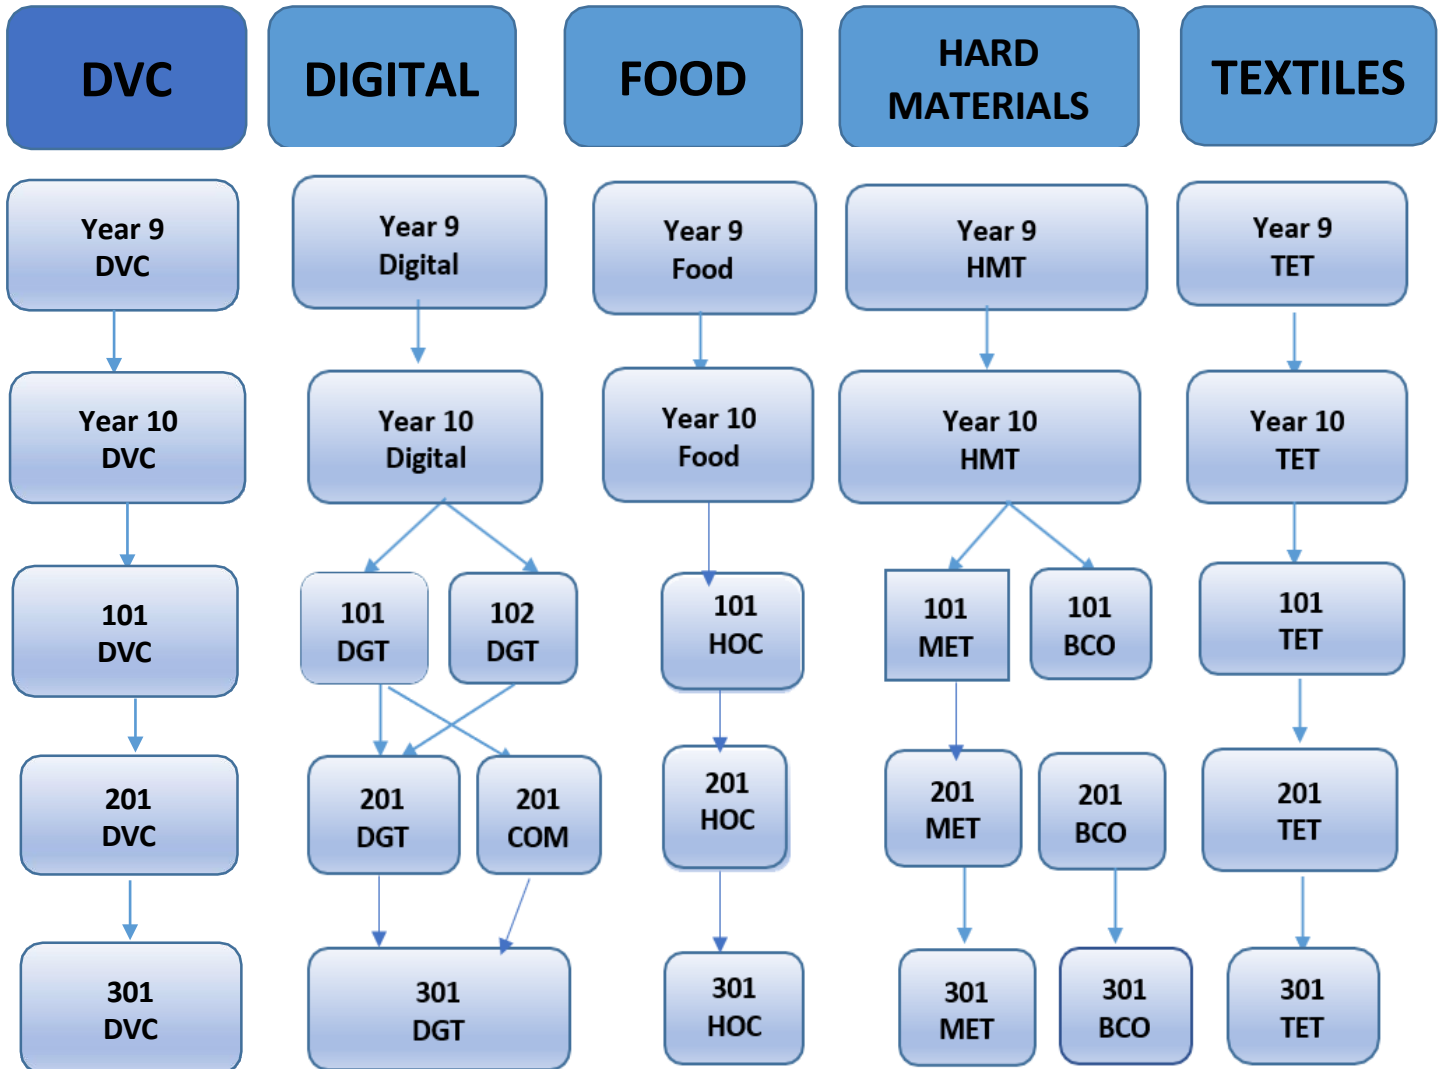 DVC
DIGITAL
FOOD
HARD
MATERIALS
TEXTILES
Year 9
DVC
Year 9
Digital
Year 9
Food
Year 9
HMT
Year 9
TET
Year 10
DVC
Year 10
Digital
Year 10
Food
Year 10
HMT
Year 10
TET
101
DVC
101
DGT
102
DGT
101
HOC
101
MET
101
BCO
101
TET
201
DVC
201
DGT
201
COM
201
HOC
201
MET
201
BCO
201
TET
301
DVC
301
DGT
301
HOC
301
MET
301
BCO
301
TET